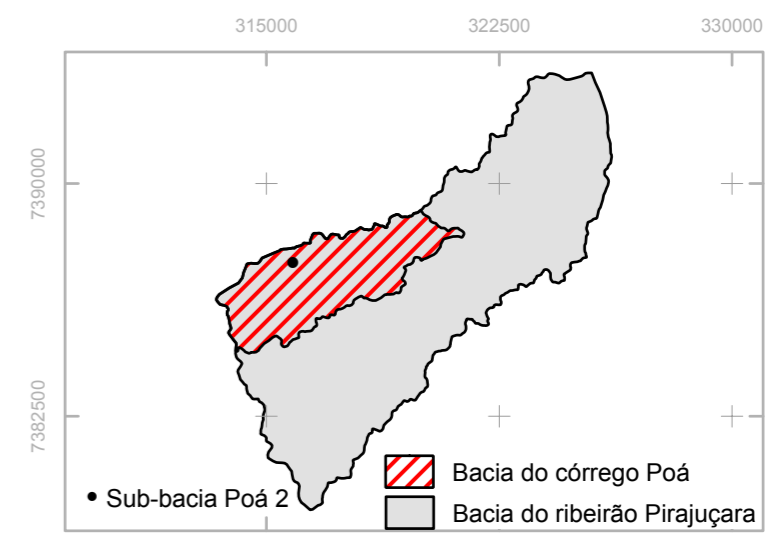 315000 322500 330000
7390000
7382500
Bacia do córrego Poá
Sub-bacia Poá 2
Bacia do ribeirão Pirajuçara